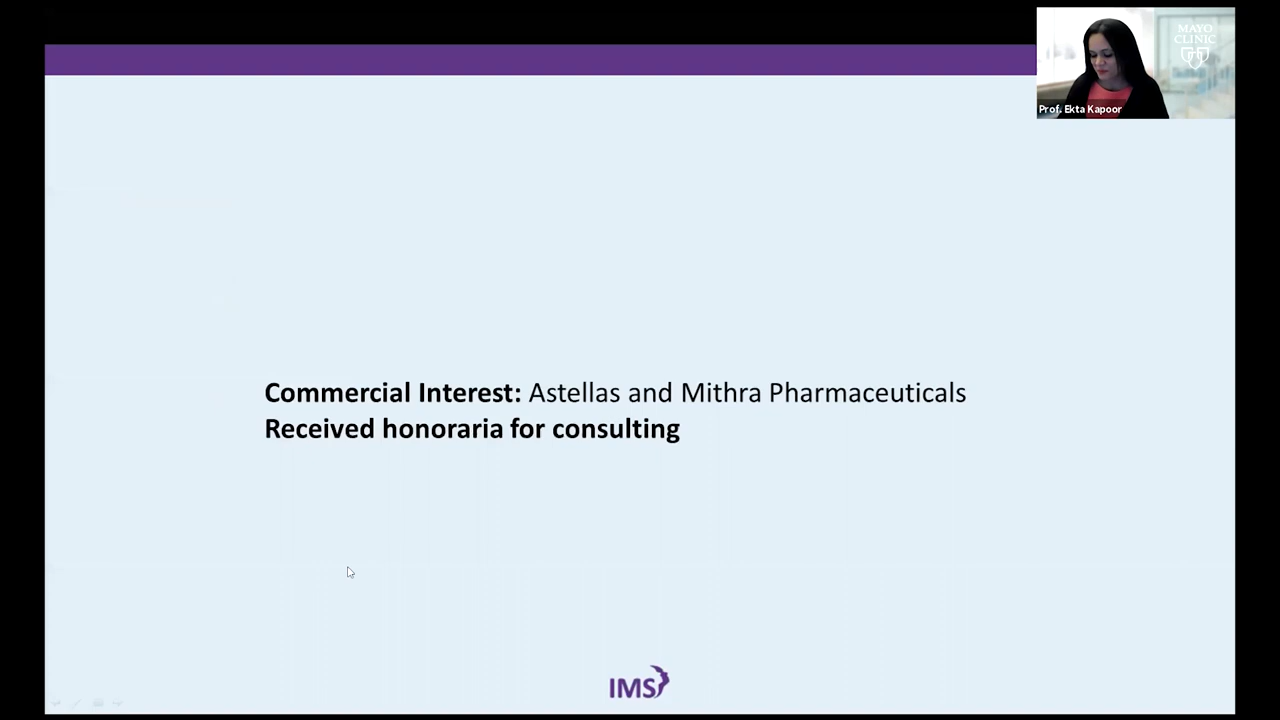 MAYO
CLINIC
Prof. Ekta Kapoor
Commercial Interest: Astellas and Mithra Pharmaceuticals
Received honoraria for consulting
IMS